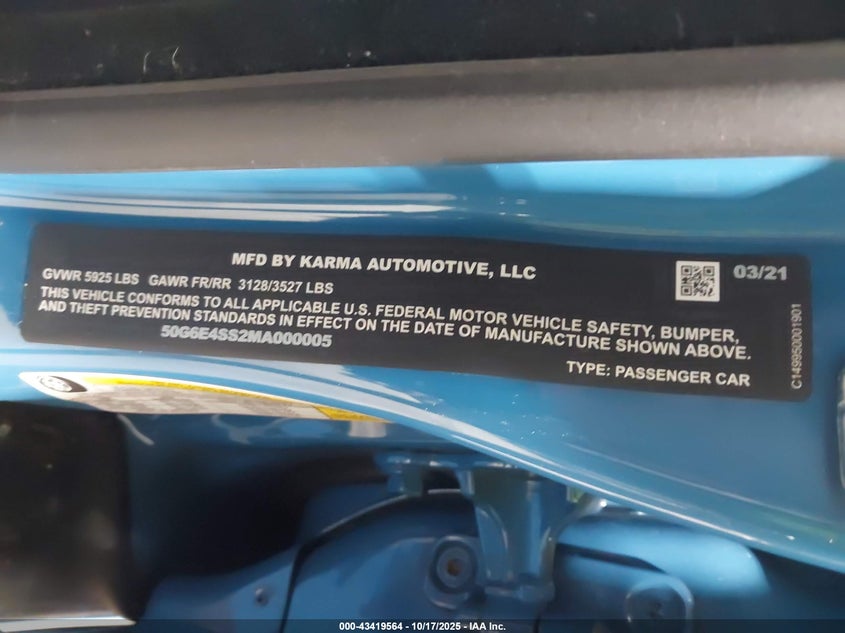 MFD BY KARMA AUTOMOTIVE, LLC
03/21
GVWR 5925 LBS GAWR FR/RR 3128/3527 LBS
THIS VEHICLE CONFORMS TO ALL APPLICABLE U.S. FEDERAL MOTOR VEHICLE SAFETY, BUMPER,
AND THEFT PREVENTION STANDARDS IN EFFECT ON THE DATE OF MANUFACTURE SHOWN ABOVE.
50G6E4SS2MA000005
TYPE: PASSENGER CAR
C149950001901
000-43419564 - 10/17/2025 - IAA Inc.